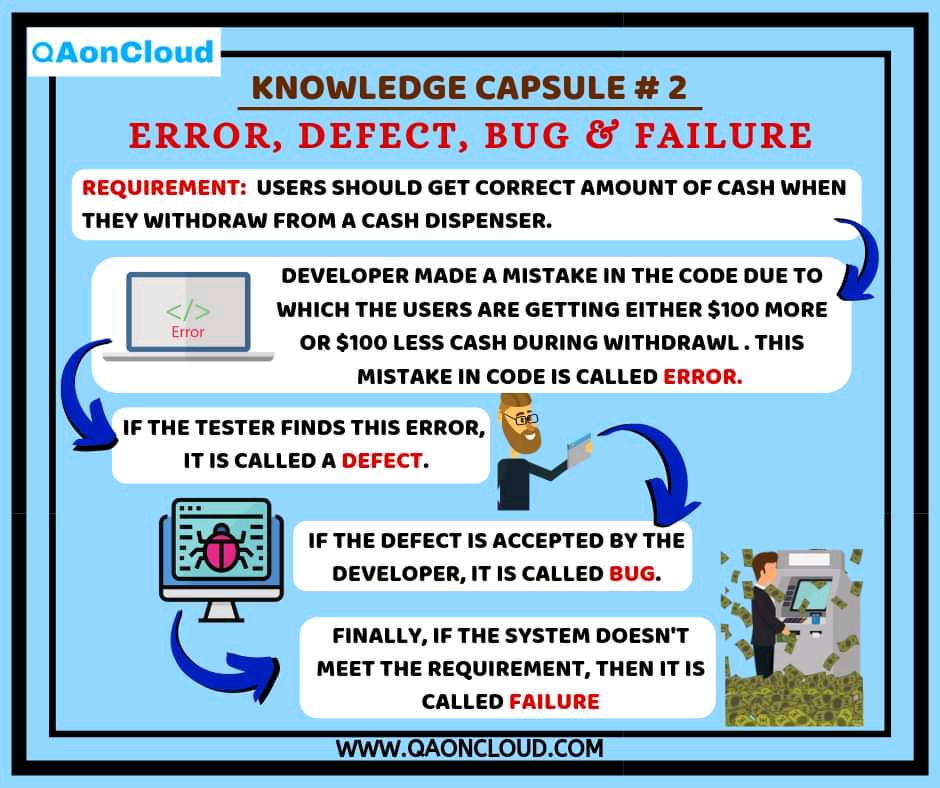 QAonCloud
KNOWLEDGE CAPSULE # 2
ERROR, DEFECT, BUG & FAILURE
REQUIREMENT: USERS SHOULD GET CORRECT AMOUNT OF CASH WHEN
THEY WITHDRAW FROM A CASH DISPENSER.
DEVELOPER MADE A MISTAKE IN THE CODE DUE TO
WHICH THE USERS ARE GETTING EITHER $100 MORE
OR $100 LESS CASH DURING WITHDRAWL . THIS
MISTAKE IN CODE IS CALLED ERROR.
</>
Error
IF THE TESTER FINDS THIS ERROR,
IT IS CALLED A DEFECT.
IF THE DEFECT IS ACCEPTED BY THE
DEVELOPER, IT IS CALLED BUG.
FINALLY, IF THE SYSTEM DOESN'T
MEET THE REQUIREMENT, THEN IT IS
CALLED FAILURE
WWW.QAONCLOUD.COM